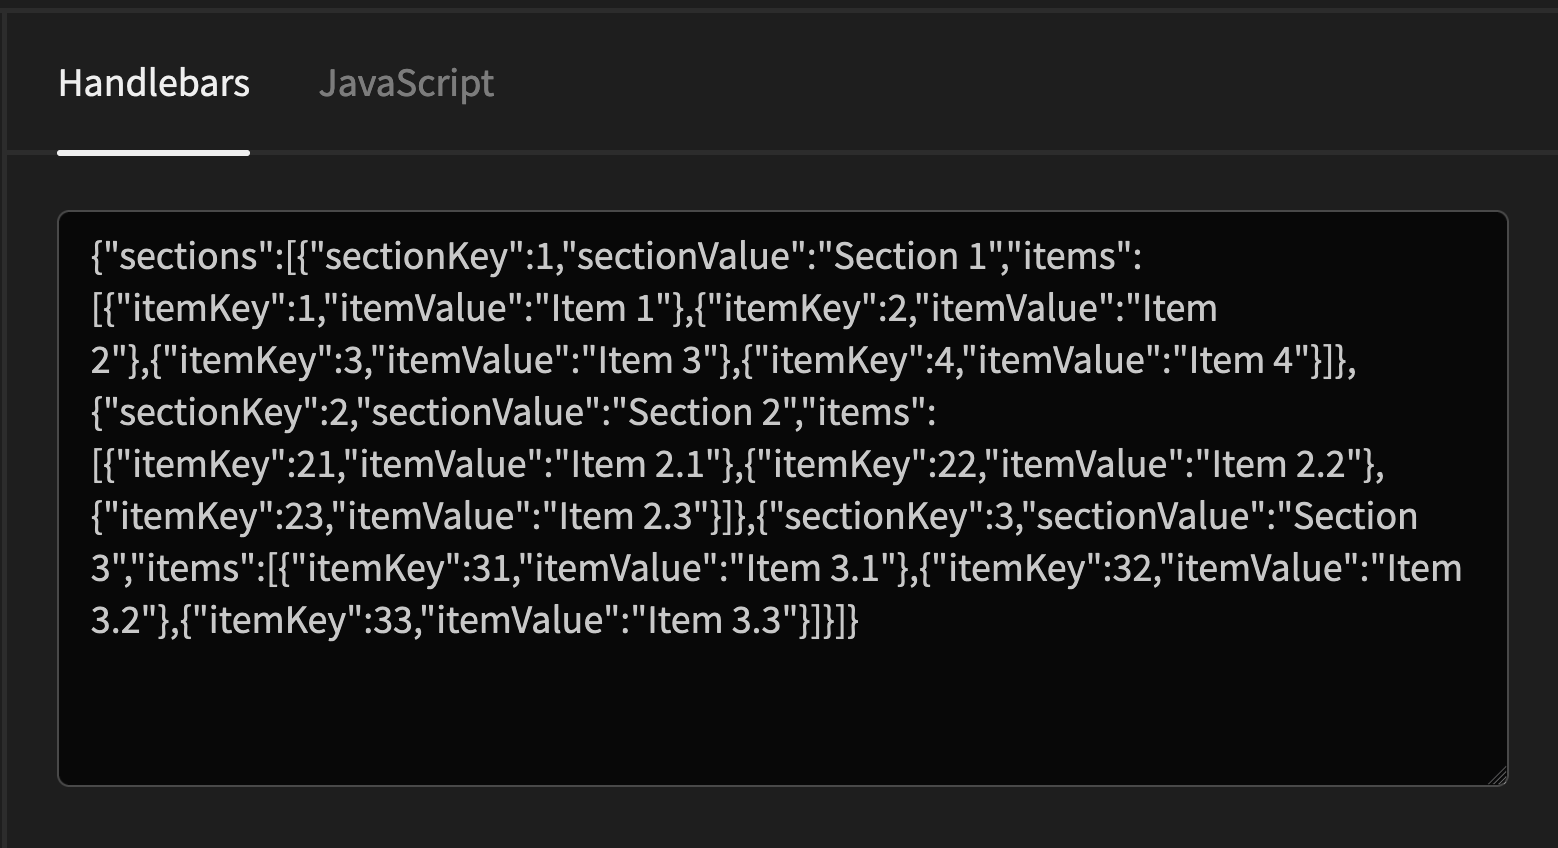 Handlebars JavaScript
{"sections":[{"sectionKey":1,"sectionValue":"Section 1","items":
[{"itemKey":1,"itemValue":"Item 1"},{"itemKey":2,"itemValue":"Item
2"},{"itemKey":3,"itemValue":"Item 3"},{"itemKey":4,"itemValue":"Item 4"}]},
{"sectionKey":2,"sectionValue":"Section 2","items":
[{"itemKey":21,"itemValue":"Item 2.1"},{"itemKey":22,"itemValue":"Item 2.2"},
{"itemKey":23,"itemValue":"Item 2.3"}]},{"sectionKey":3,"sectionValue":"Section
3","items":[{"itemKey":31,"itemValue":"Item 3.1"},{"itemKey":32,"itemValue":"Item
3.2"},{"itemKey":33,"itemValue":"Item 3.3"}]}]}